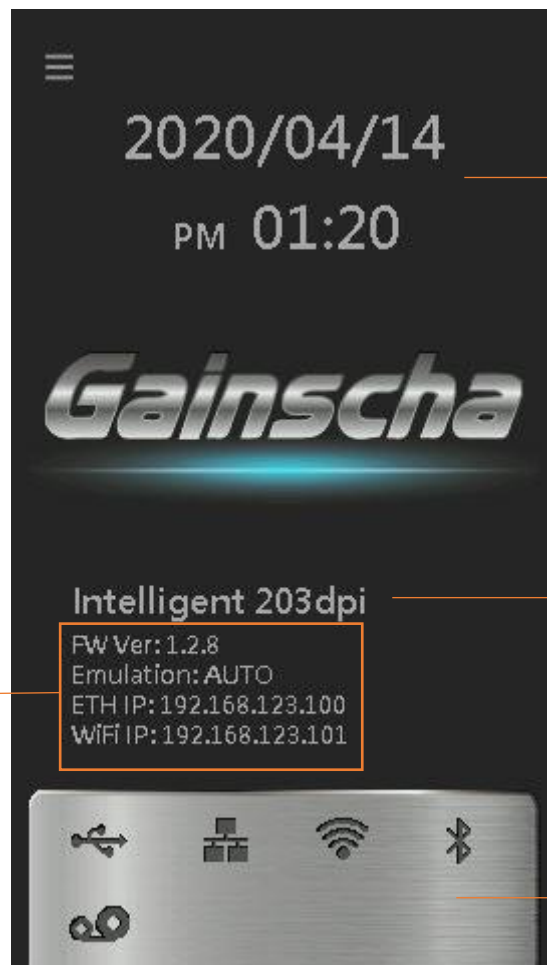 2020/04/14
PM 01:20
Gainscha
Intelligent 203dpi
FW Ver: 1.2.8
Emulation: AUTO
ETH IP: 192.168.123.100
WiFi IP: 192.168.123.101